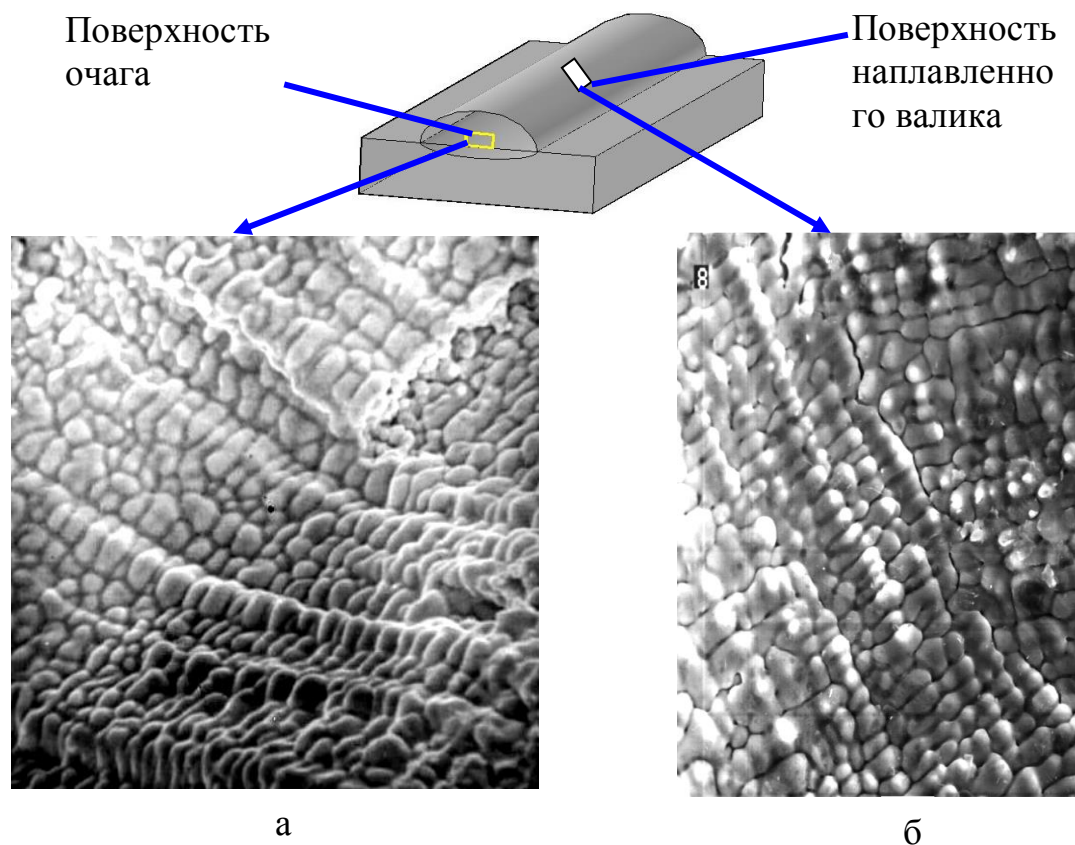 Поверхность
очага
Поверхность
наплавленно
го валика
8
а
б